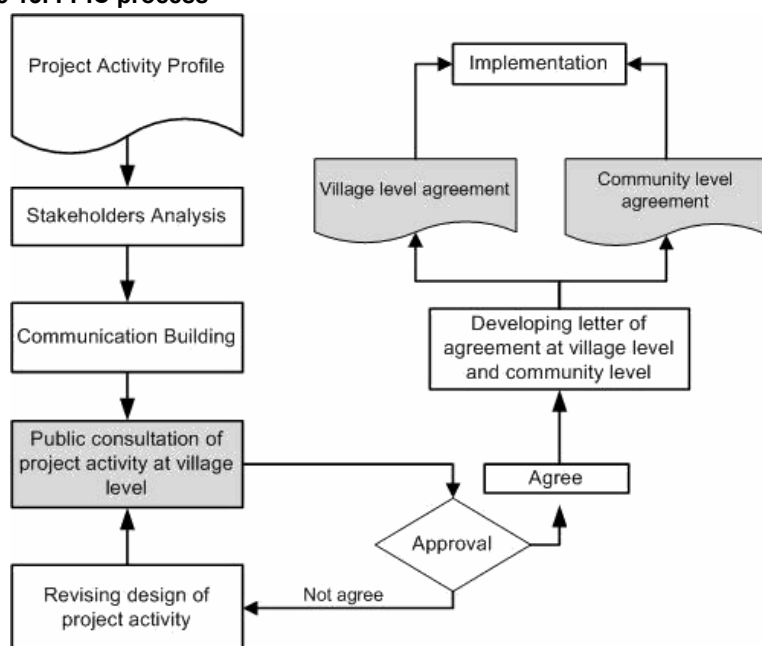 Project Activity Profile
Stakeholders Analysis
Communication Building
Public consultation of
project activity at village
level
Revising design of
project activity
Not agree
Approval
Agree
Developing letter of
agreement at village level
and community level
Village level agreement
Community level
agreement
Implementation